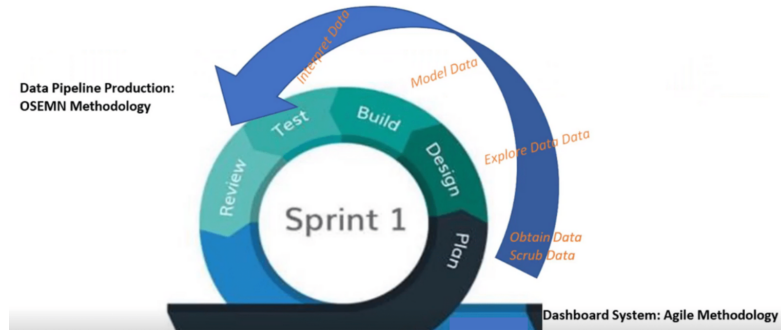 Interpret Data
Model Data
Data Pipeline Production:
OSEMN Methodology
Test
Build
Explore Data Data
Design
Review
Sprint 1
Plan
Obtain Data
Scrub Data
Dashboard System: Agile Methodology